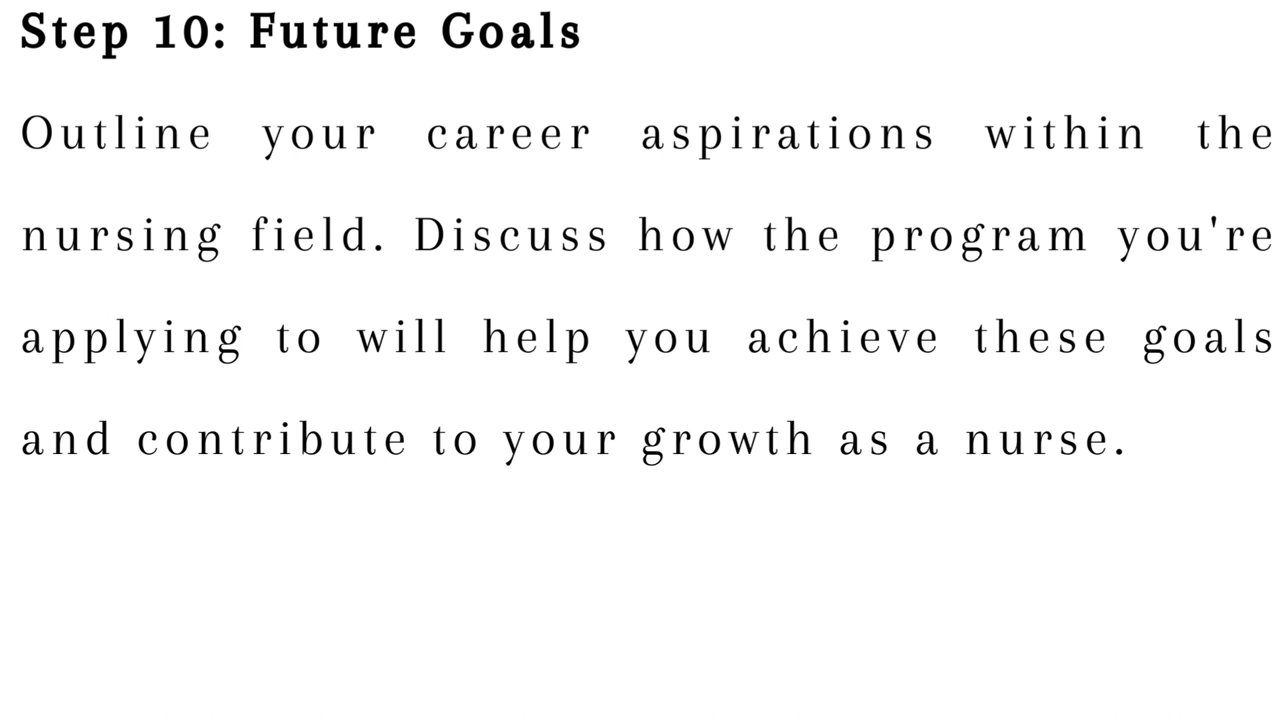 Step 10: Future Goals
Outline your career aspirations within the
nursing field. Discuss how the program you're
applying to will help you achieve these goals
and contribute to your growth as a nurse.